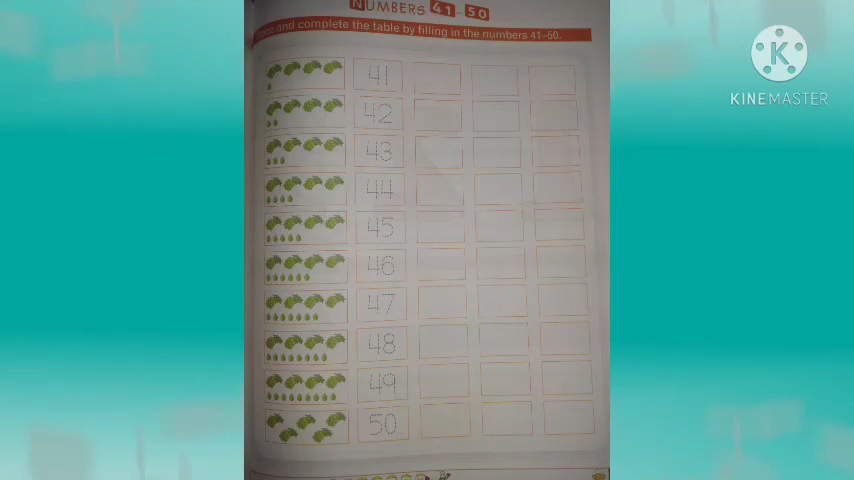 NUMBERS 41-50
Trace and complete the table by filling in the numbers 41-50.
41
42
43
44
45
46
47
48
49
50
K
KINEMASTER